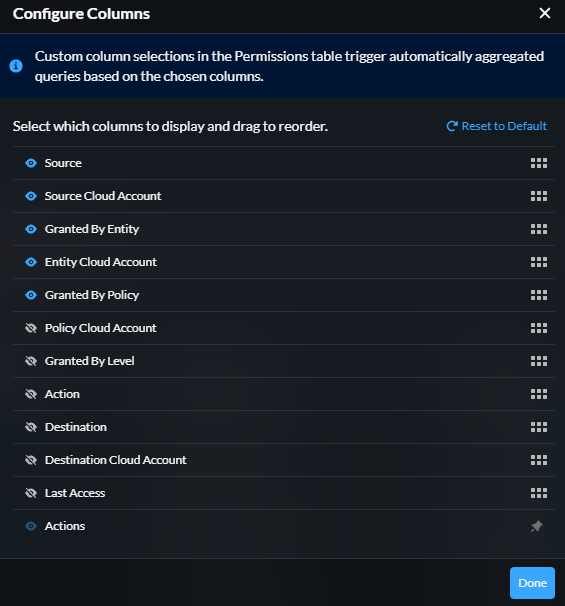 Configure Columns
Custom column selections in the Permissions table trigger automatically aggregated
queries based on the chosen columns.
Select which columns to display and drag to reorder.
Reset to Default
Source
Source Cloud Account
Granted By Entity
Entity Cloud Account
Granted By Policy
Policy Cloud Account
Granted By Level
Action
Destination
Destination Cloud Account
Last Access
Actions
Done